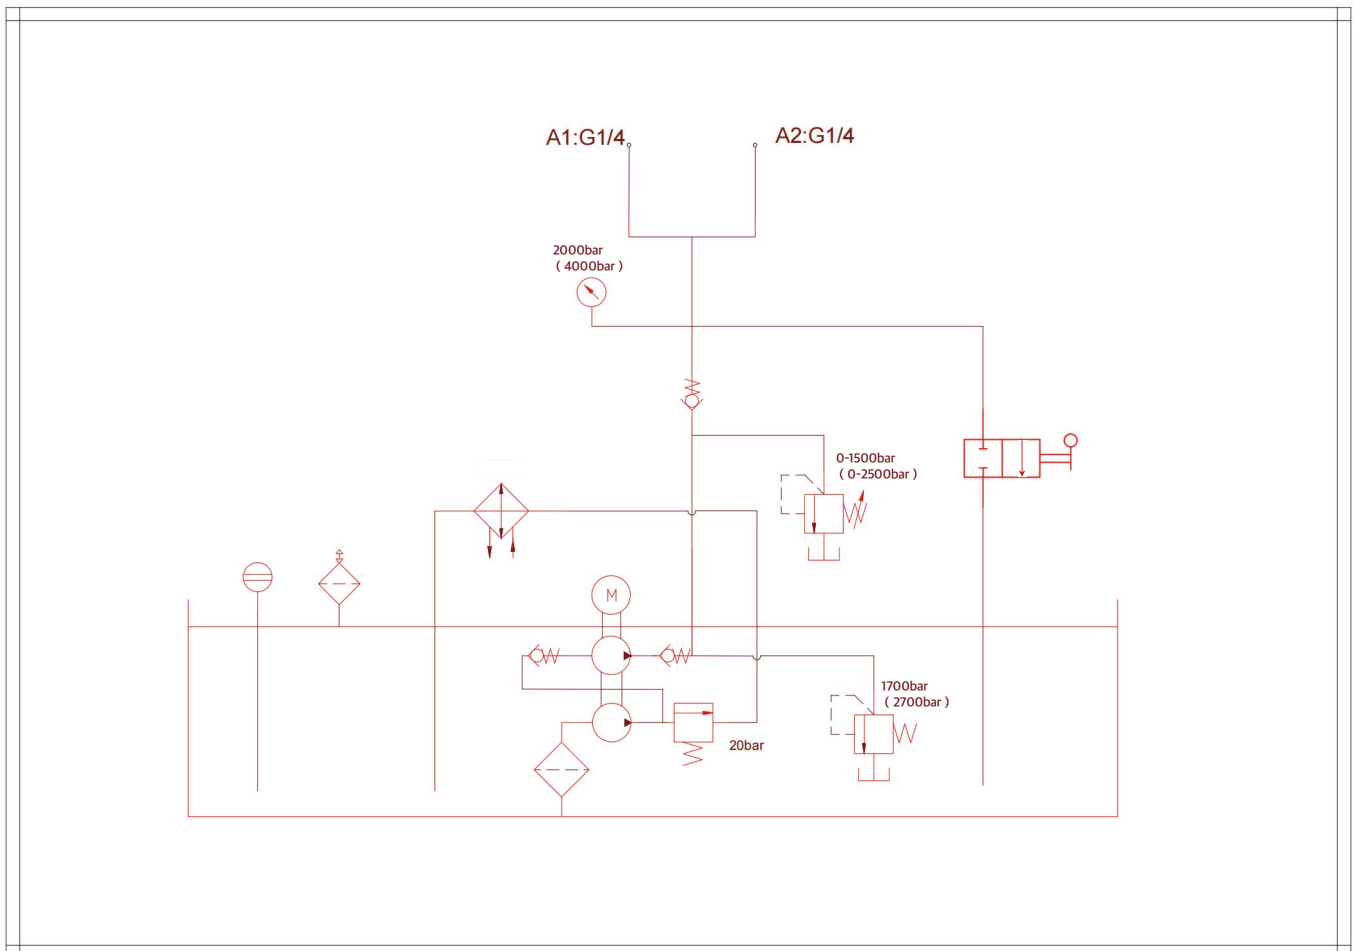 A1:G1/4
A2:G1/4
2000bar
( 4000bar )
0-1500bar
( 0-2500bar )
M
1700bar
( 2700bar )
20bar